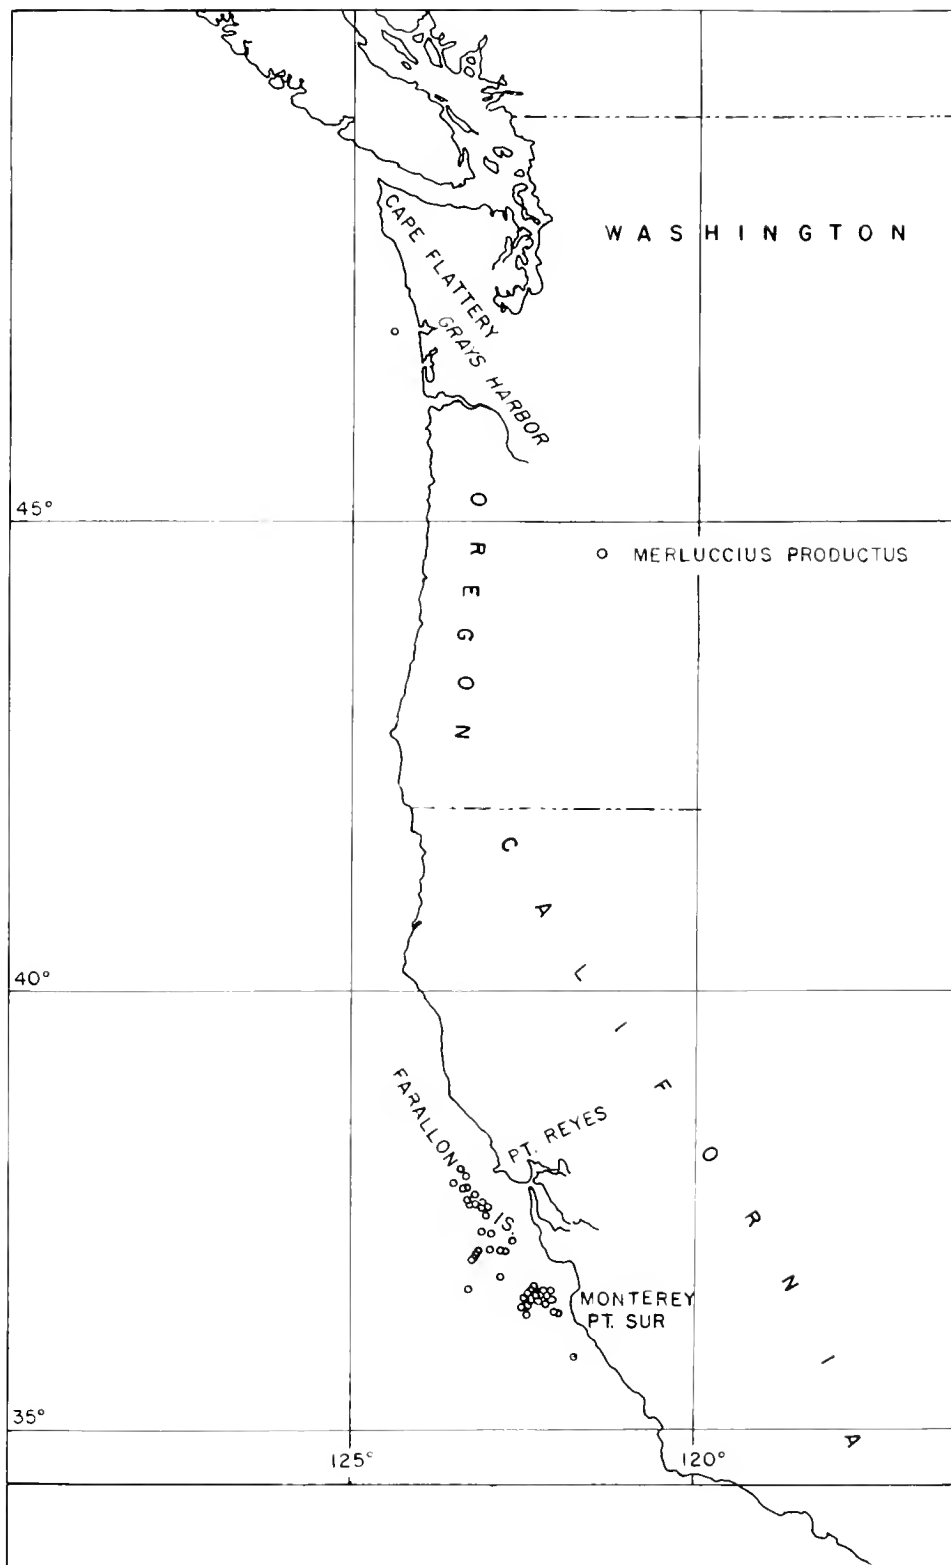 WASHINGTON
CAPE FLATTERY
GRAYS HARBOR
45°
OREGON
○ MERLUCCIUS PRODUCTUS
CALIFORNIA
40°
FARALLON IS.
PT. REYES
MONTEREY
PT. SUR
35°
125°
120°